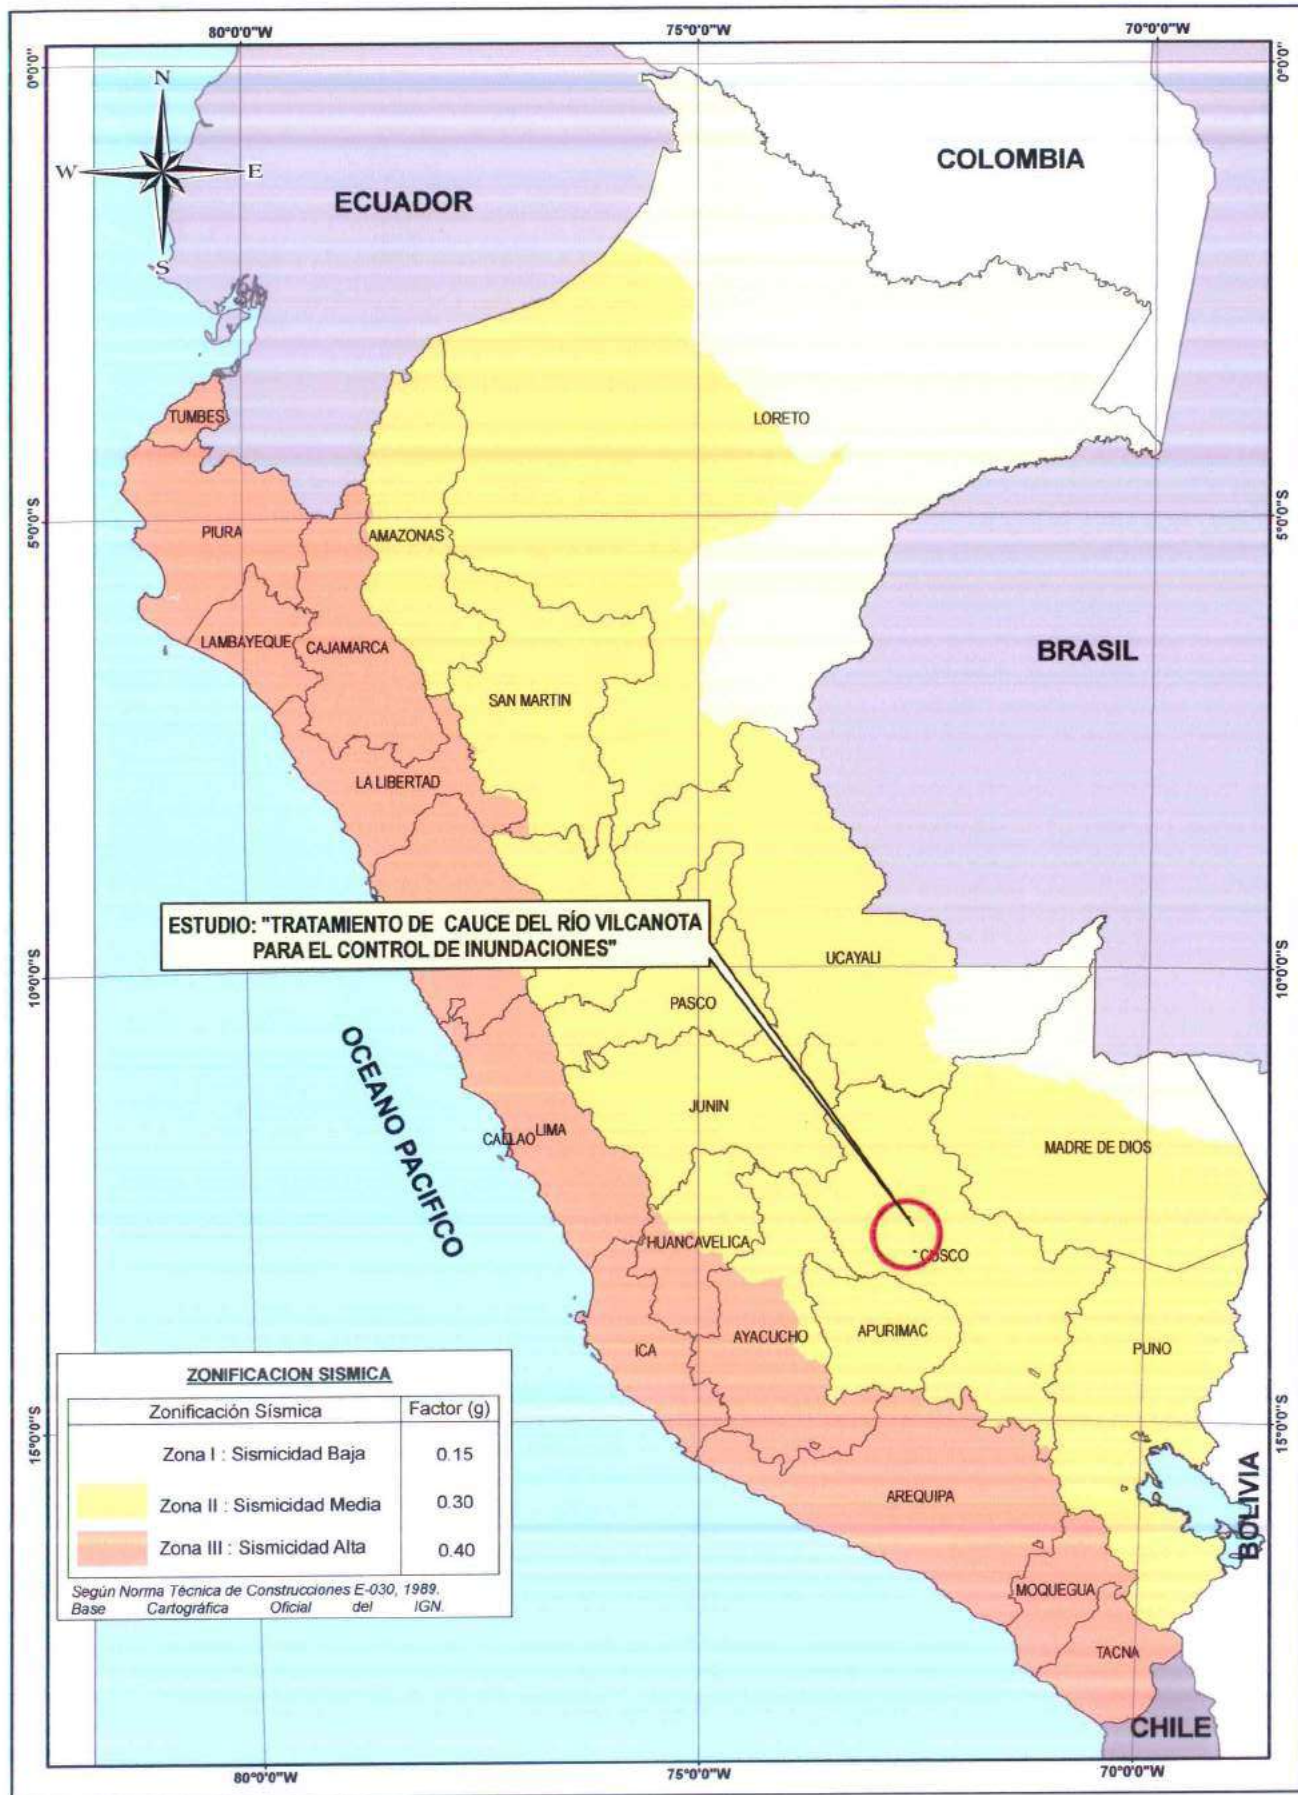 80°0'0"W 75°0'0"W 70°0'0"W
0°0'0" 0°0'0"
N
W E
S
COLOMBIA
ECUADOR
TUMBES
LORETO
5°0'0"S 5°0'0"S
PIURA
AMAZONAS
LAMBAYEQUE
CAJAMARCA
BRASIL
SAN MARTIN
LA LIBERTAD
ESTUDIO: "TRATAMIENTO DE CAUCE DEL RÍO VILCANOTA
PARA EL CONTROL DE INUNDACIONES"
UCAYALI
10°0'0"S 10°0'0"S
PASCO
OCEANO PACIFICO
JUNIN
CALLAO
LIMA
MADRE DE DIOS
HUANCAVELICA
CUSCO
ICA
AYACUCHO
APURIMAC
PUNO
ZONIFICACION SISMICA
Zonificación Sísmica Factor (g)
Zona I : Sismicidad Baja 0.15
Zona II : Sismicidad Media 0.30
Zona III : Sismicidad Alta 0.40
Según Norma Técnica de Construcciones E-030, 1989.
Base Cartográfica Oficial del IGN.
15°0'0"S 15°0'0"S
AREQUIPA
BOLIVIA
MOQUEGUA
TACNA
CHILE
80°0'0"W 75°0'0"W 70°0'0"W